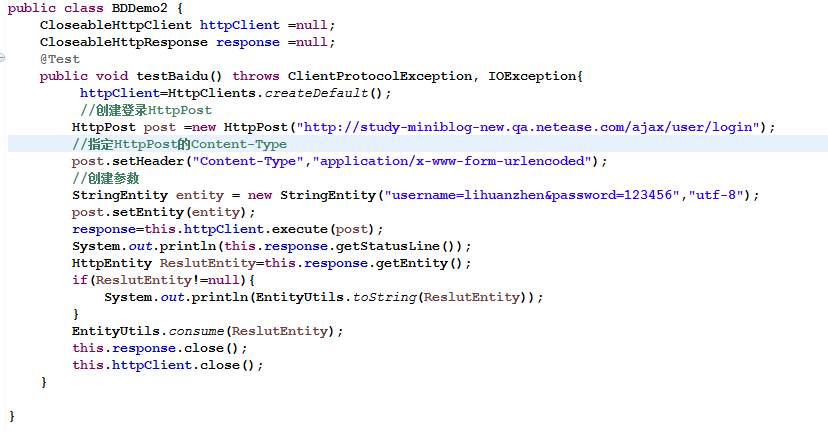 public class BDDemo2 {
CloseableHttpClient httpClient =null;
CloseableHttpResponse response =null;
@Test
public void testBaidu() throws ClientProtocolException, IOException{
httpClient=HttpClients.createDefault();
//创建登录HttpPost
HttpPost post =new HttpPost("http://study-miniblog-new.qa.netease.com/ajax/user/login");
//指定HttpPost的Content-Type
post.setHeader("Content-Type","application/x-www-form-urlencoded");
//创建参数
StringEntity entity = new StringEntity("username=lihuanzhen&password=123456","utf-8");
post.setEntity(entity);
response=this.httpClient.execute(post);
System.out.println(this.response.getStatusLine());
HttpEntity ReslutEntity=this.response.getEntity();
if(ReslutEntity!=null){
System.out.println(EntityUtils.toString(ReslutEntity));
}
EntityUtils.consume(ReslutEntity);
this.response.close();
this.httpClient.close();
}
}